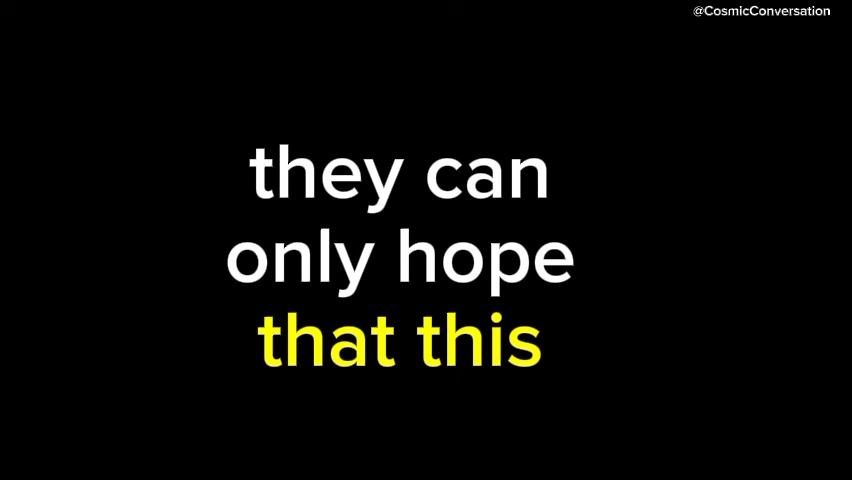 @CosmicConversation
they can
only hope
that this